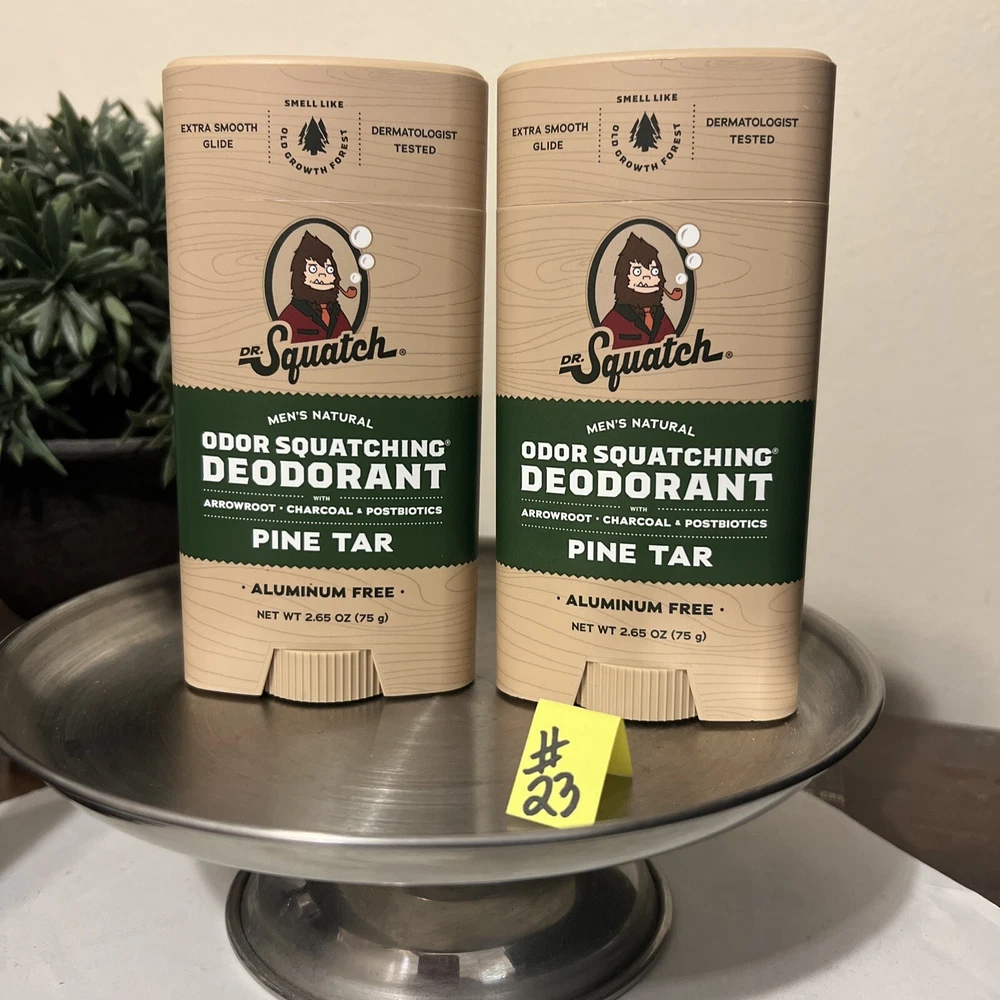 SMELL LIKE
EXTRA SMOOTH
GLIDE
OLD GROWTH FOREST
DERMATOLOGIST
TESTED
DR. Squatch®
MEN'S NATURAL
ODOR SQUATCHING®
DEODORANT
WITH
ARROWROOT · CHARCOAL & POSTBIOTICS
PINE TAR
· ALUMINUM FREE ·
NET WT 2.65 OZ (75 g)
SMELL LIKE
EXTRA SMOOTH
GLIDE
OLD GROWTH FOREST
DERMATOLOGIST
TESTED
DR. Squatch®
MEN'S NATURAL
ODOR SQUATCHING®
DEODORANT
WITH
ARROWROOT · CHARCOAL & POSTBIOTICS
PINE TAR
· ALUMINUM FREE ·
NET WT 2.65 OZ (75 g)
#
23